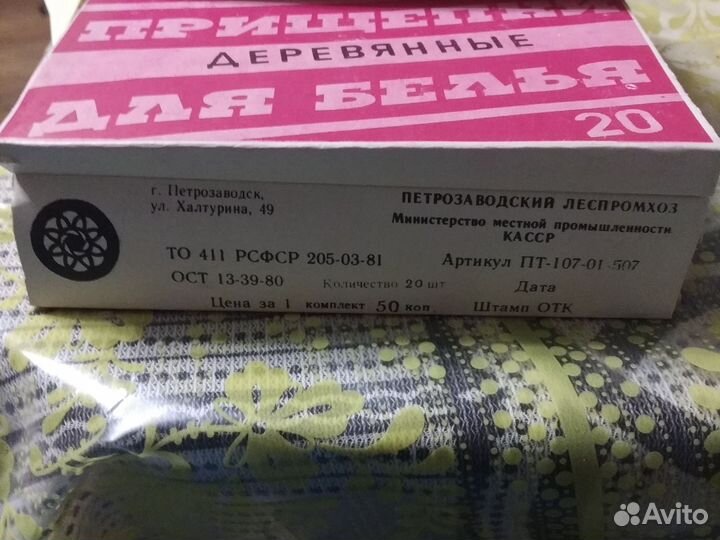 ПРИЩЕПКИ
ДЕРЕВЯННЫЕ
ДЛЯ БЕЛЬЯ
20
г. Петрозаводск,
ул. Халтурина, 49
ПЕТРОЗАВОДСКИЙ ЛЕСПРОМХОЗ
Министерство местной промышленности
КАССР
ТО 411 РСФСР 205-03-81
Артикул ПТ-107-01-507
ОСТ 13-39-80
Количество 20 шт
Дата
Цена за 1 комплект 50 коп.
Штамп ОТК
Avito